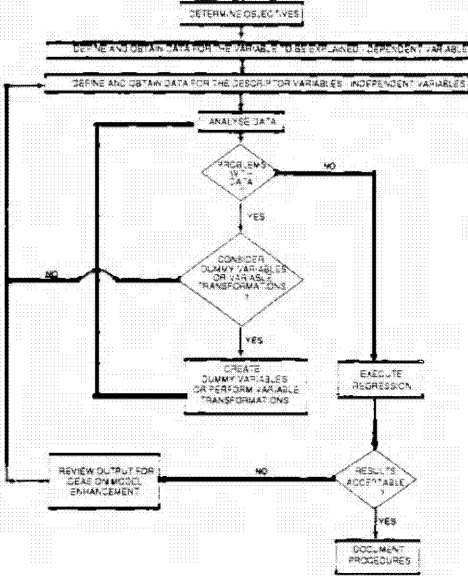 DETERMINE OBJECTIVES
DEFINE AND OBTAIN DATA FOR THE VARIABLE TO BE EXPLAINED - DEPENDENT VARIABLE
DEFINE AND OBTAIN DATA FOR THE DESCRIPTOR VARIABLES - INDEPENDENT VARIABLES
ANALYSE DATA
PROBLEMS
WITH
DATA
?
NO
YES
CONSIDER
DUMMY VARIABLES
OR VARIABLE
TRANSFORMATIONS
?
NO
YES
CREATE
DUMMY VARIABLES
OR PERFORM VARIABLE
TRANSFORMATIONS
EXECUTE
REGRESSION
REVIEW OUTPUT FOR
IDEAS ON MODEL
ENHANCEMENT
NO
RESULTS
ACCEPTABLE
?
YES
DOCUMENT
PROCEDURES